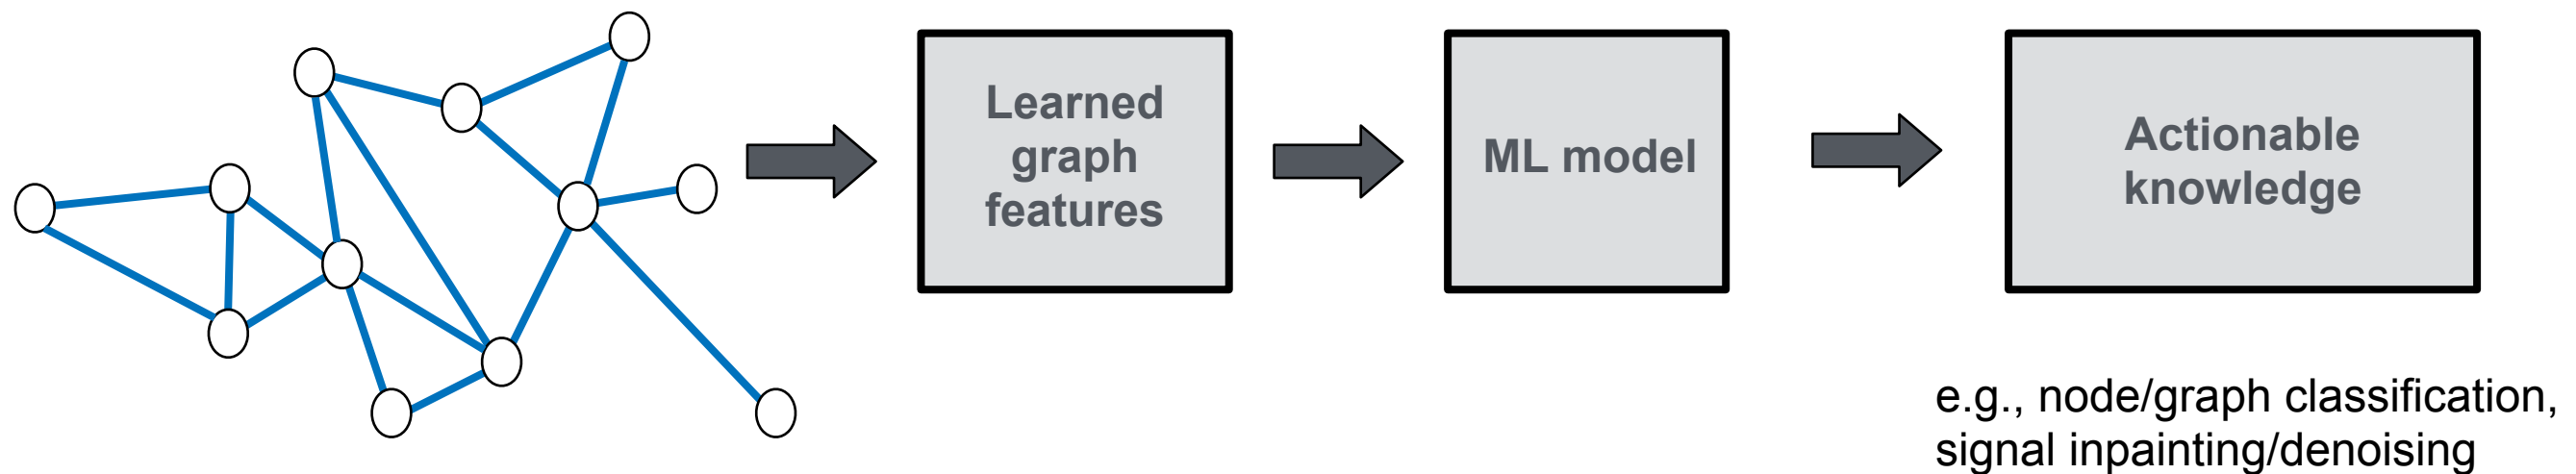 Learned
graph
features
ML model
Actionable
knowledge
e.g., node/graph classification,
signal inpainting/denoising